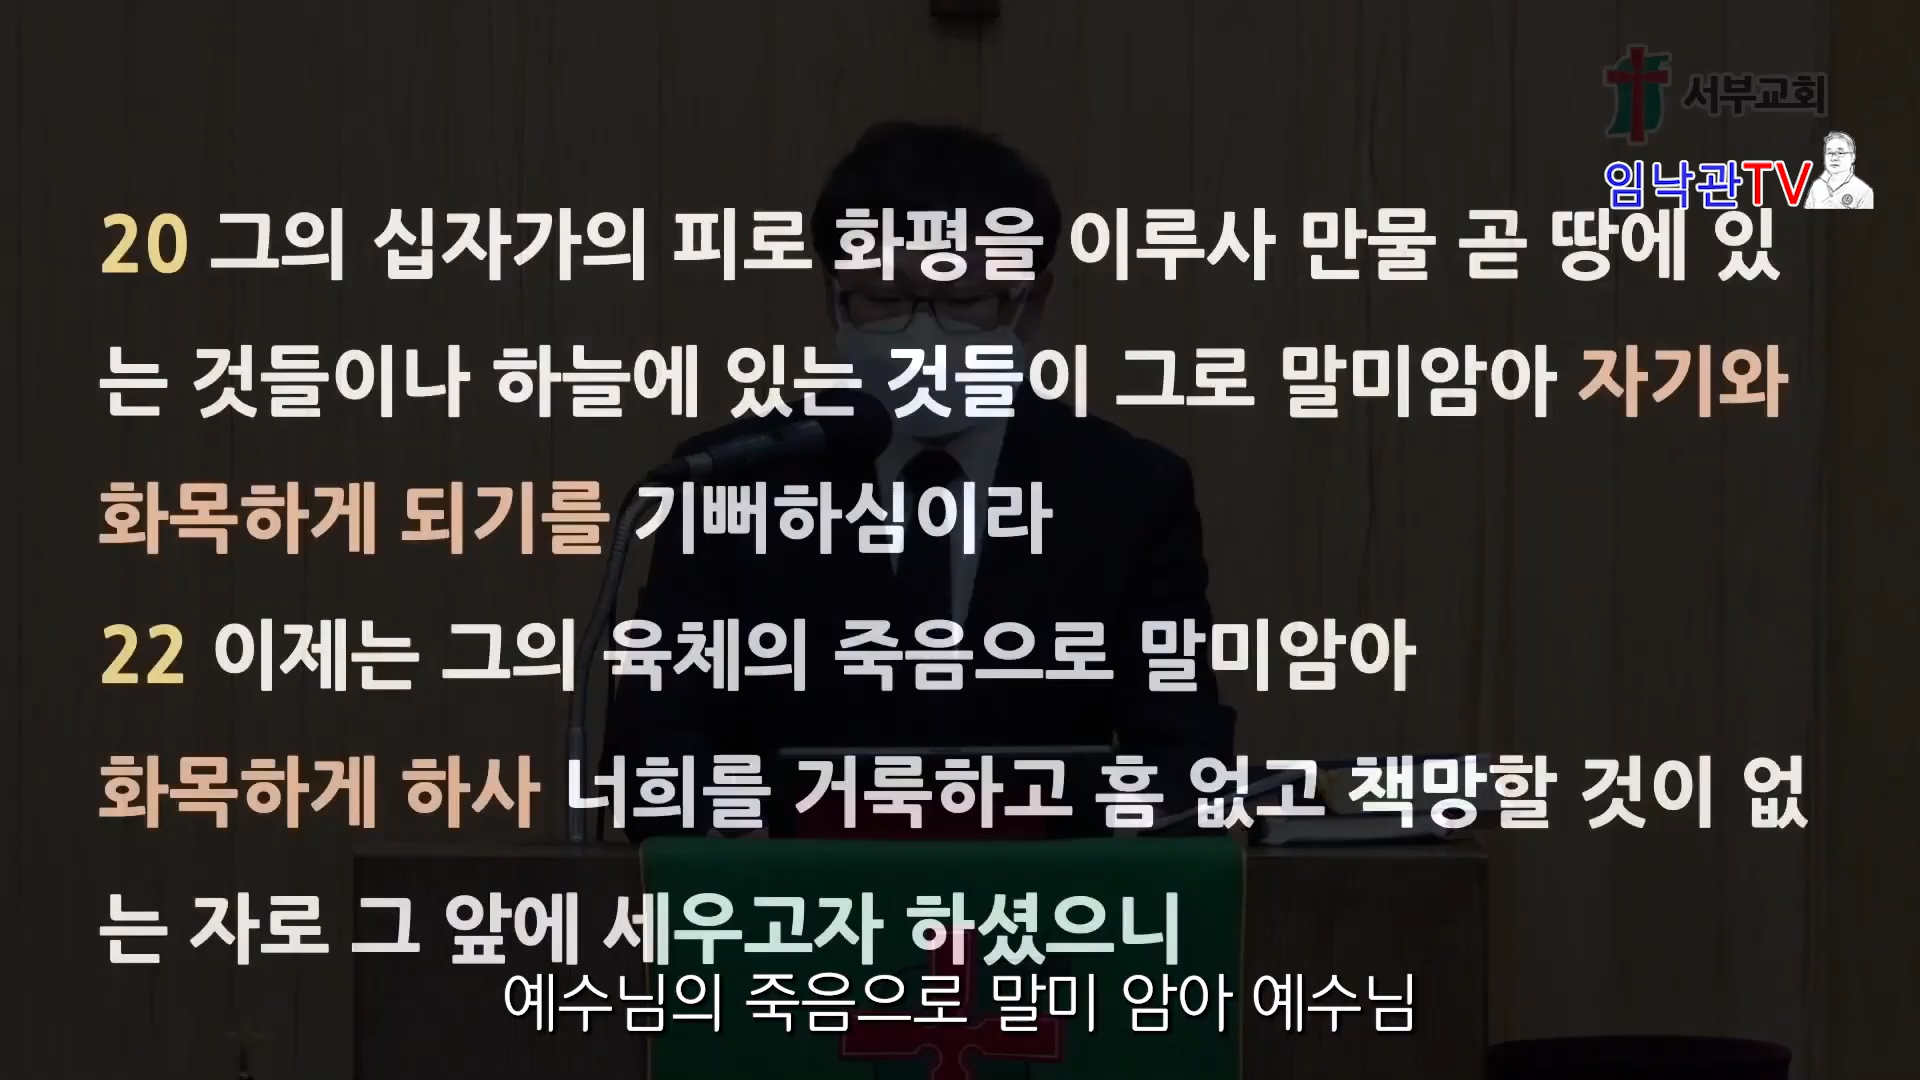 서부교회
임낙관TV
20 그의 십자가의 피로 화평을 이루사 만물 곧 땅에 있
는 것들이나 하늘에 있는 것들이 그로 말미암아 자기와
화목하게 되기를 기뻐하심이라
22 이제는 그의 육체의 죽음으로 말미암아
화목하게 하사 너희를 거룩하고 흠 없고 책망할 것이 없
는 자로 그 앞에 세우고자 하셨으니
예수님의 죽음으로 말미 암아 예수님